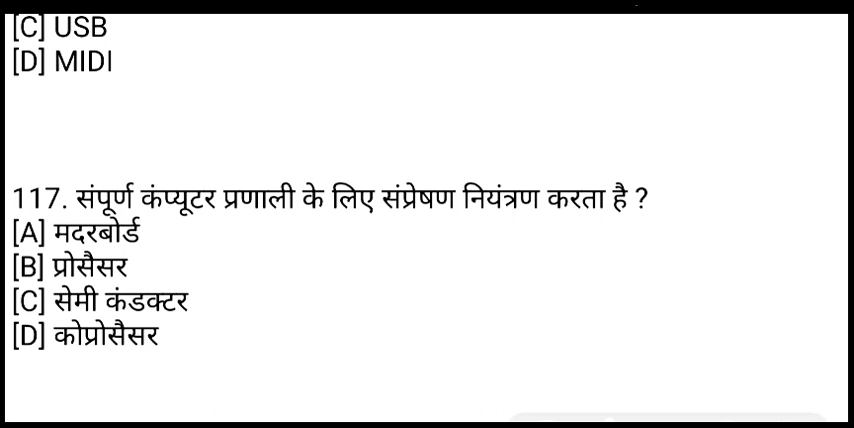 [C] USB
[D] MIDI
117. संपूर्ण कंप्यूटर प्रणाली के लिए संप्रेषण नियंत्रण करता है ?
[A] मदरबोर्ड
[B] प्रोसैसर
[C] सेमी कंडक्टर
[D] कोप्रोसैसर